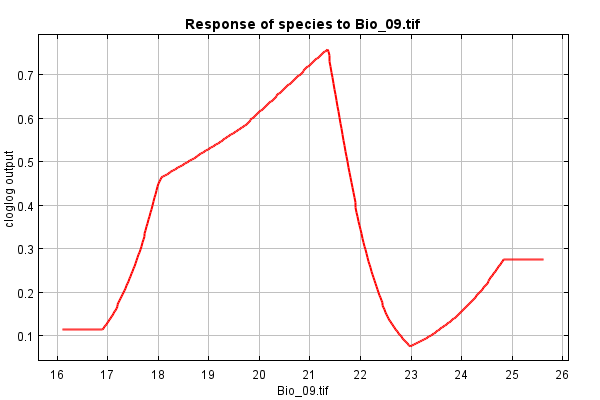 Response of species to Bio_09.tif
cloglog output
0.7
0.6
0.5
0.4
0.3
0.2
0.1
16 17 18 19 20 21 22 23 24 25 26
Bio_09.tif